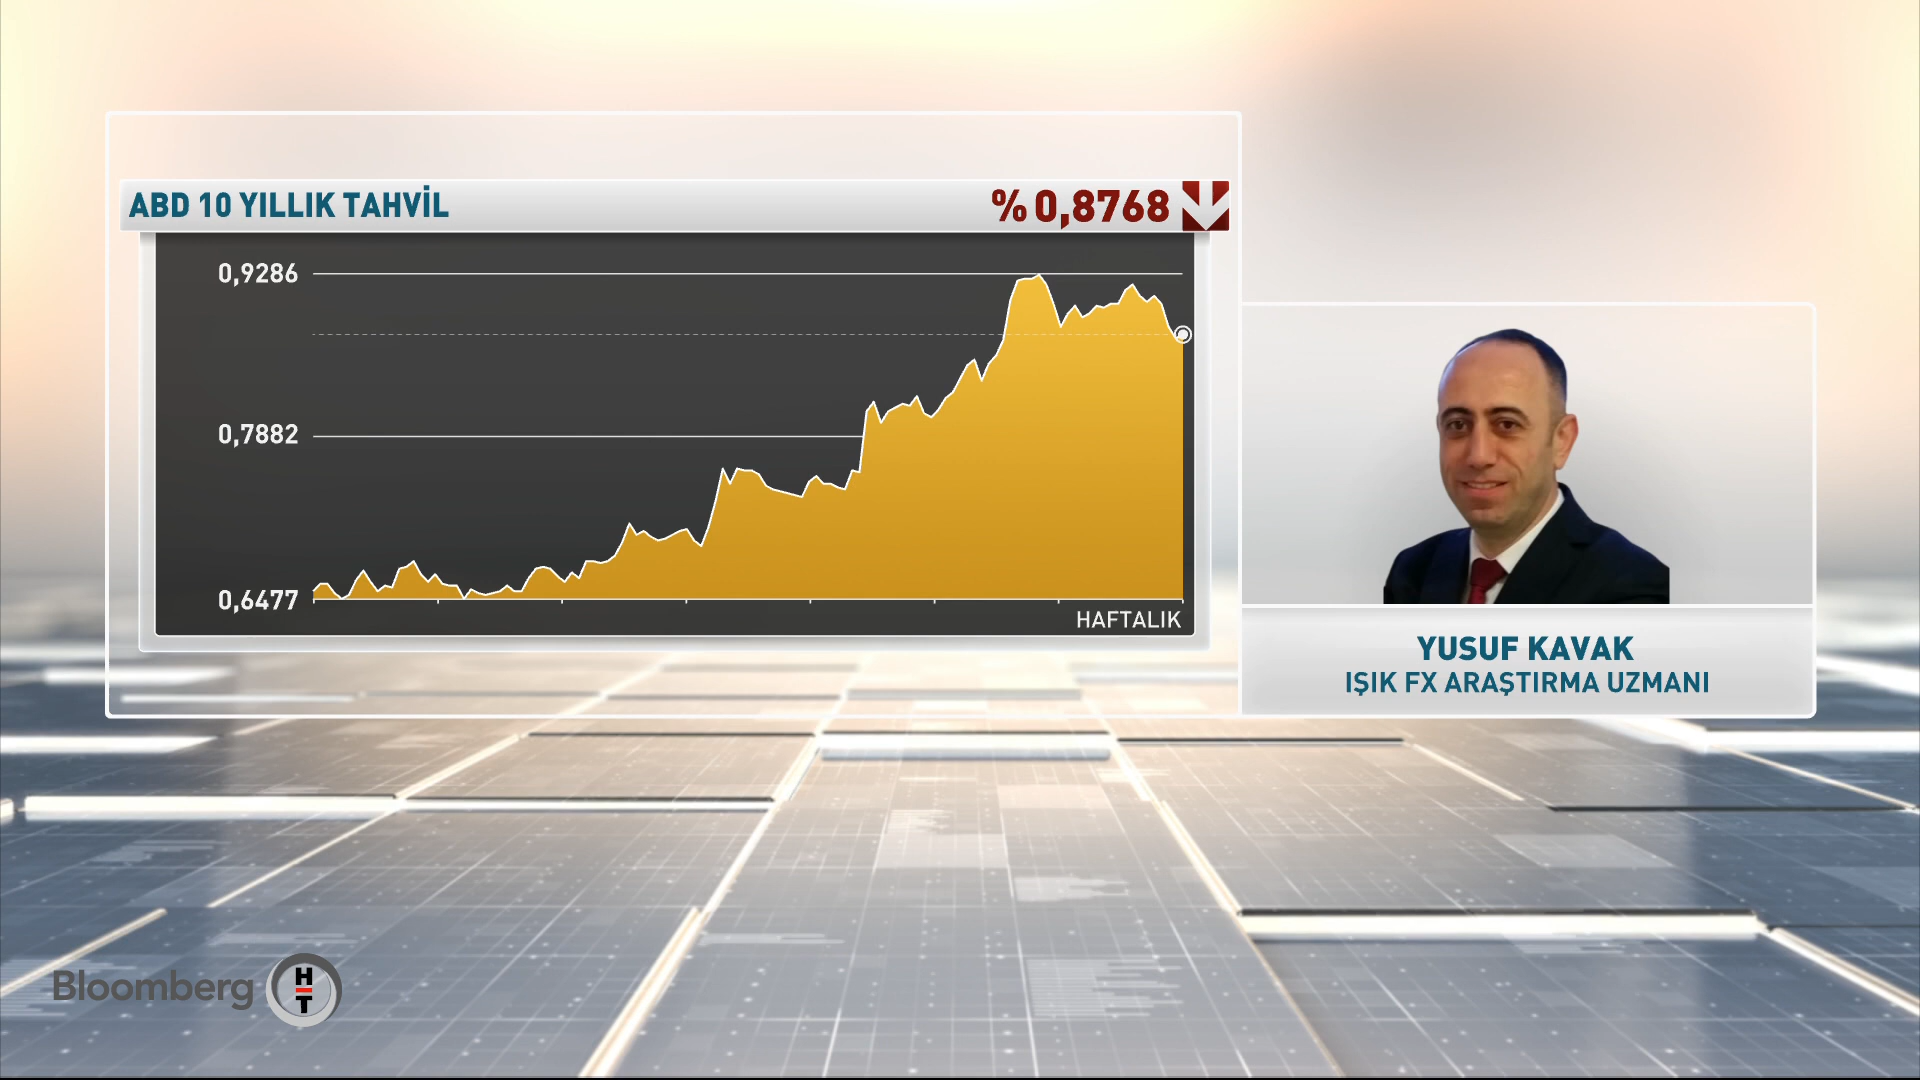 ABD 10 YILLIK TAHVİL
% 0,8768
0,9286
0,7882
0,6477
HAFTALIK
YUSUF KAVAK
IŞIK FX ARAŞTIRMA UZMANI
Bloomberg HT